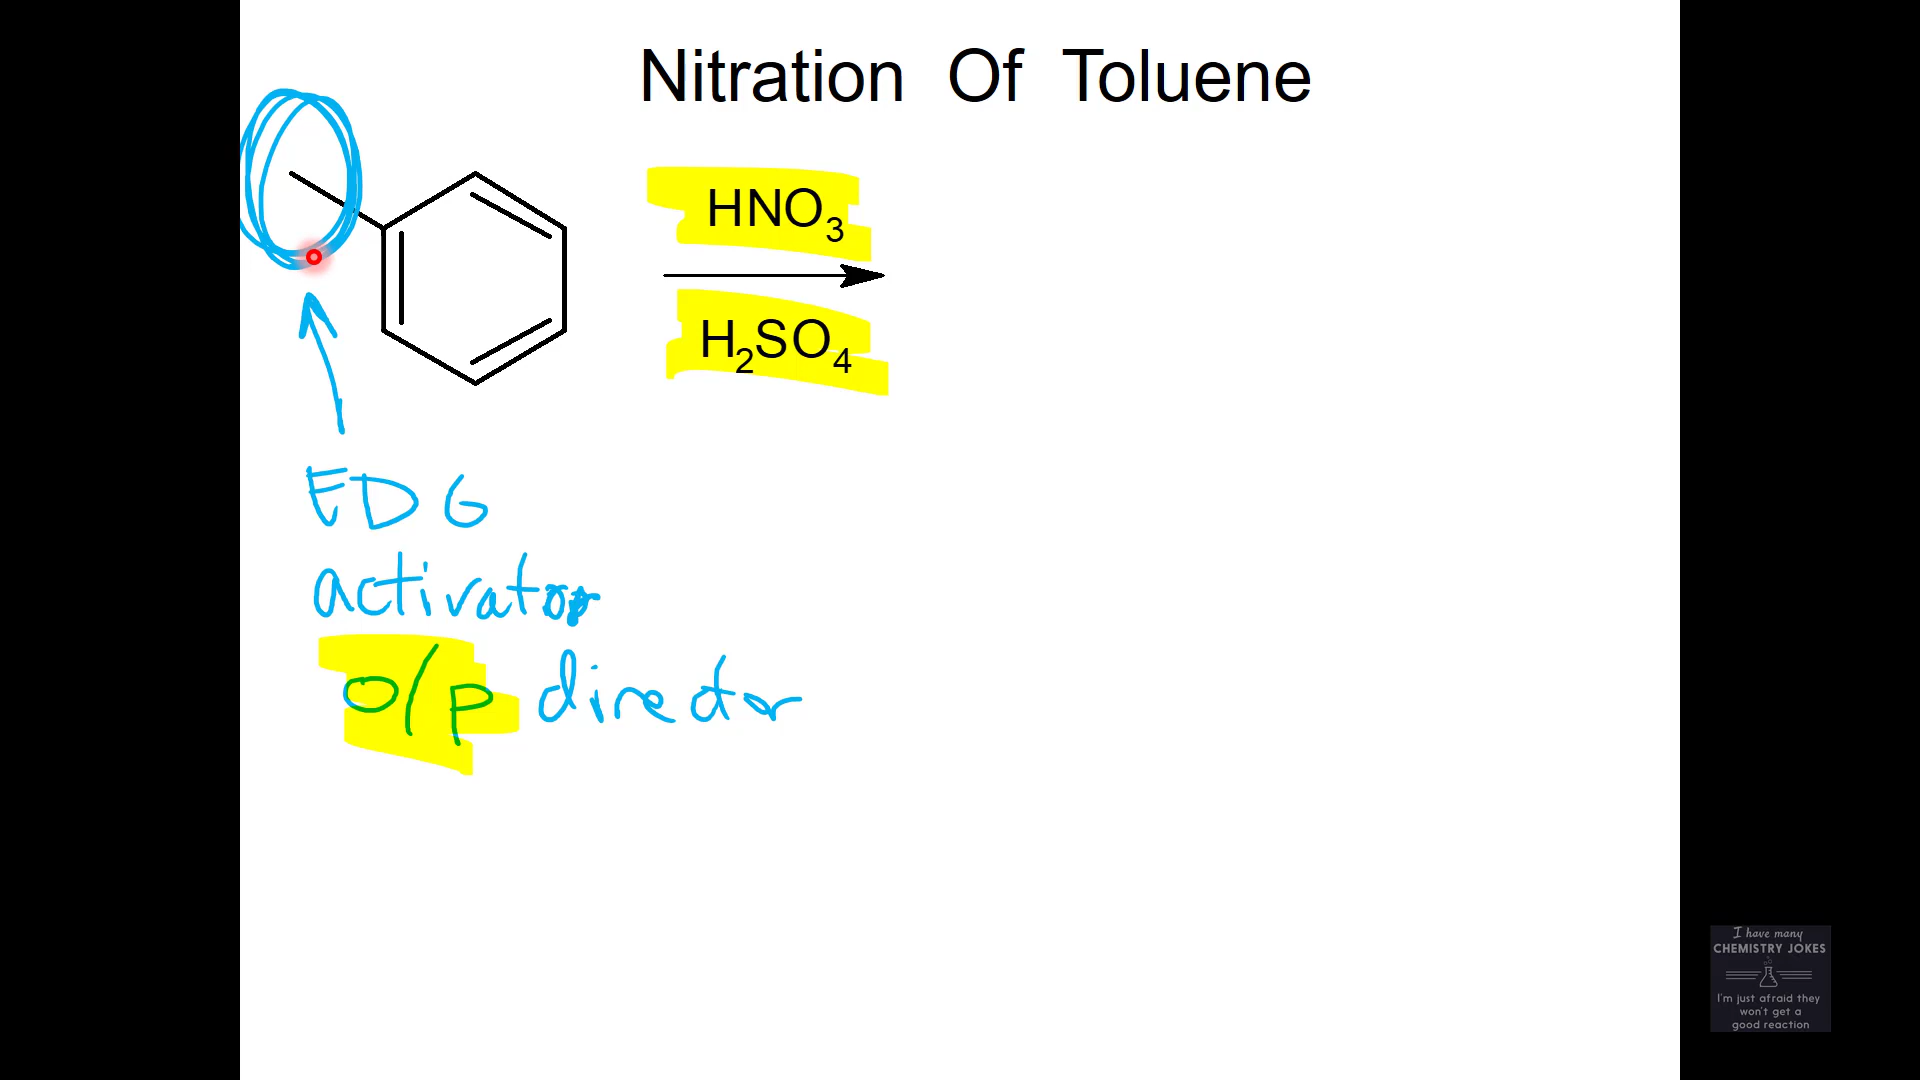 Nitration Of Toluene
HNO3
H2SO4
EDG
activator
o/p director
I have many
CHEMISTRY JOKES
I'm just afraid they
won't get a
good reaction